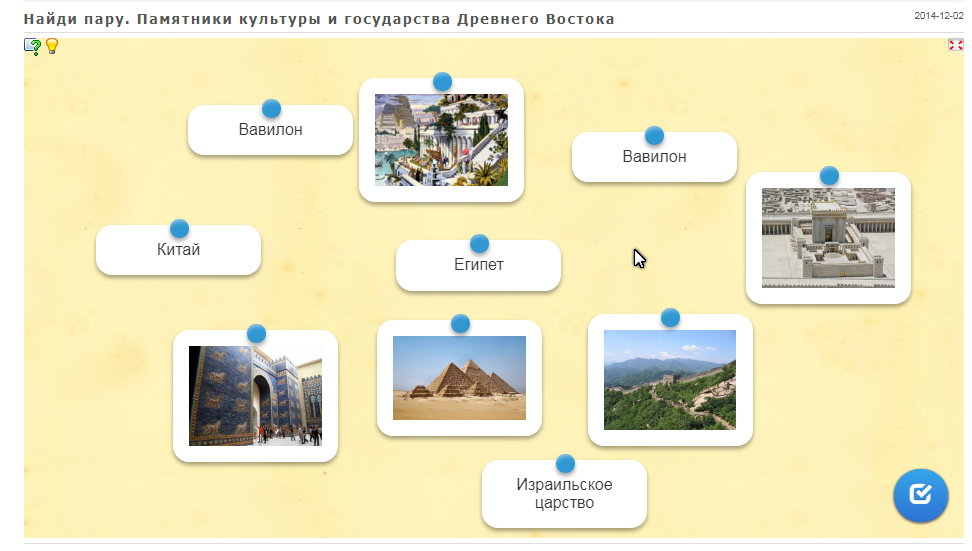 Найди пару. Памятники культуры и государства Древнего Востока
2014-12-02
Вавилон
Вавилон
Китай
Египет
Израильское
царство